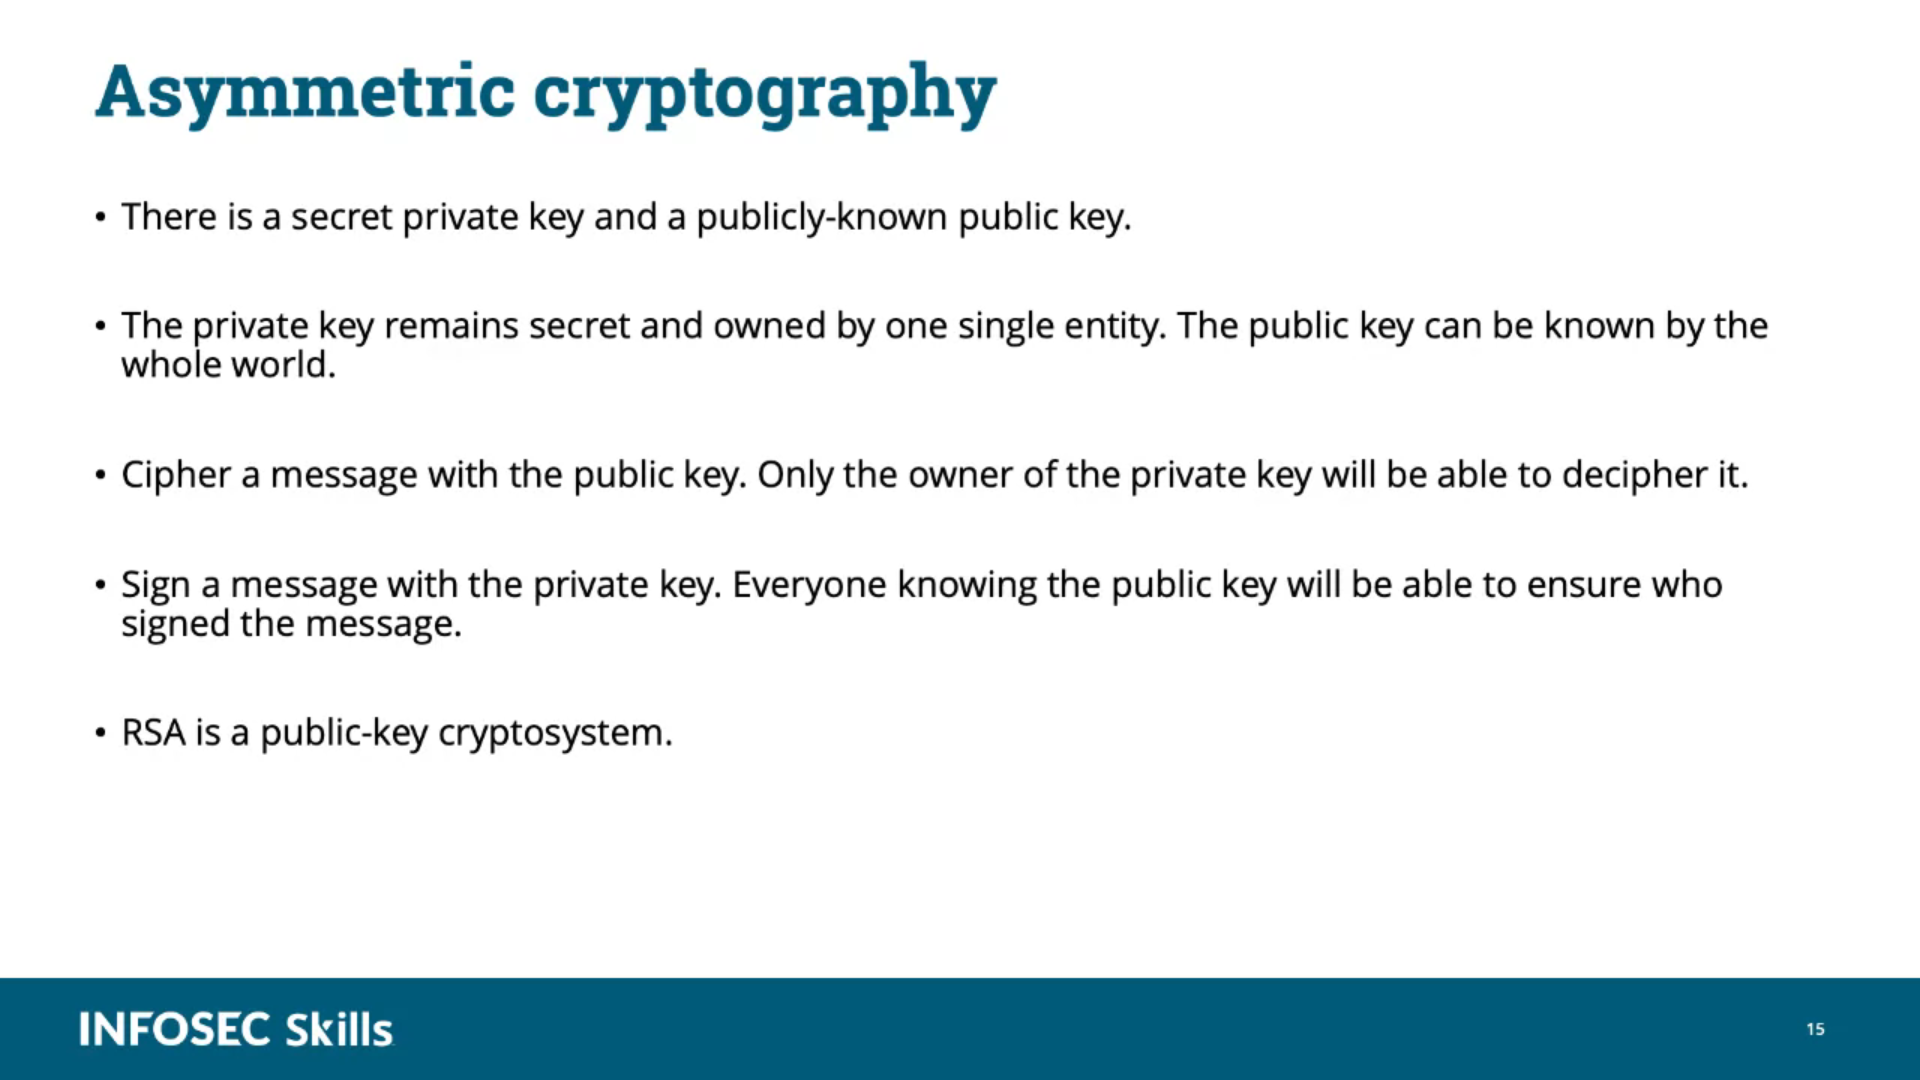 Asymmetric cryptography
• There is a secret private key and a publicly-known public key.
• The private key remains secret and owned by one single entity. The public key can be known by the
whole world.
• Cipher a message with the public key. Only the owner of the private key will be able to decipher it.
• Sign a message with the private key. Everyone knowing the public key will be able to ensure who
signed the message.
• RSA is a public-key cryptosystem.
INFOSEC Skills
15